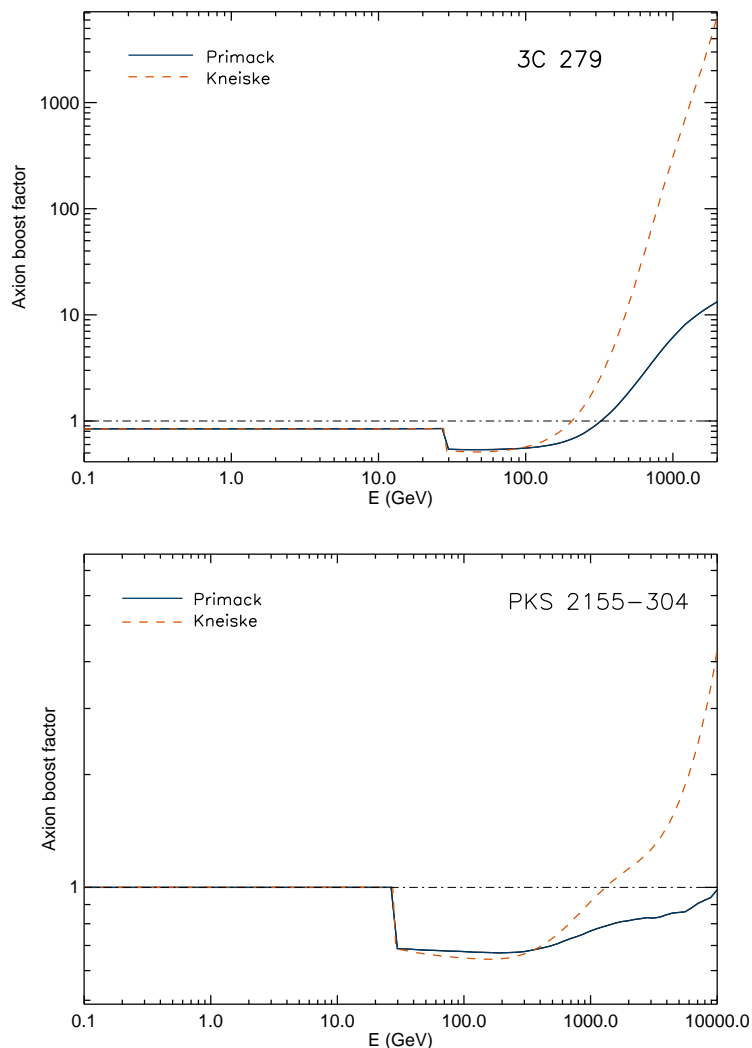 Primack
Kneiske
3C 279
1000
100
10
1
Axion boost factor
0.1 1.0 10.0 100.0 1000.0
E (GeV)
Primack
Kneiske
PKS 2155−304
1
Axion boost factor
0.1 1.0 10.0 100.0 1000.0 10000.0
E (GeV)